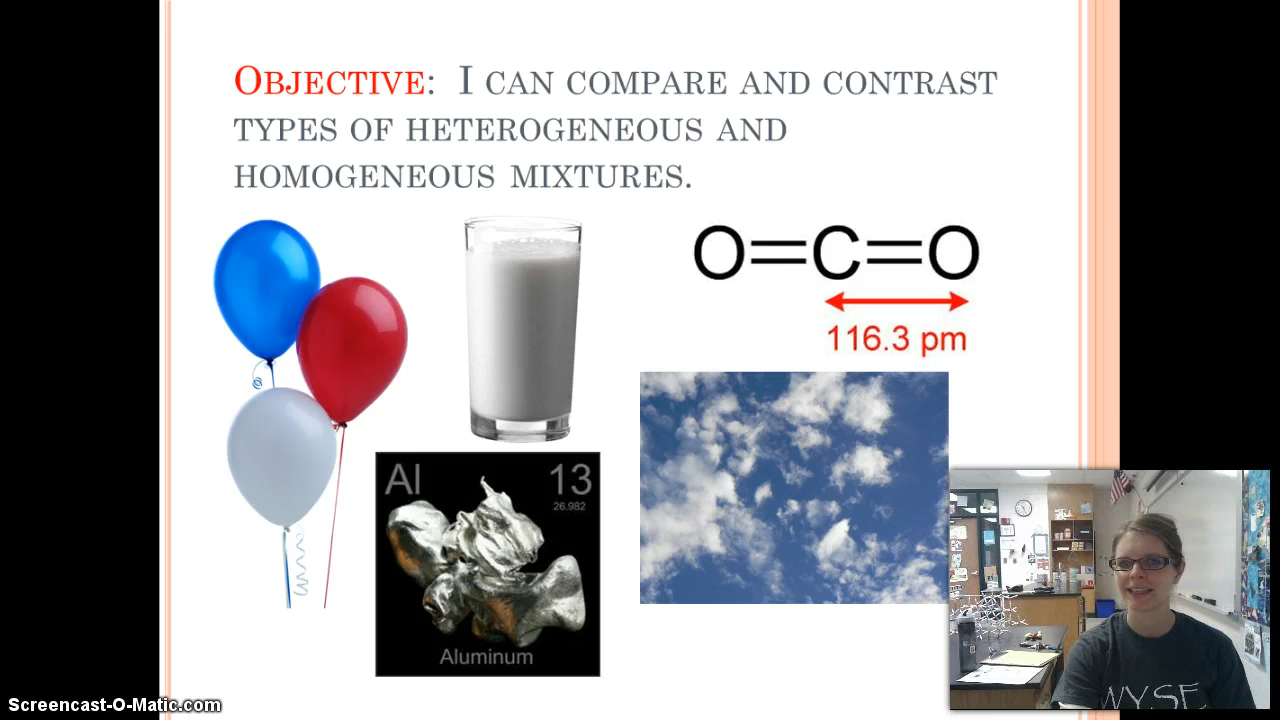 Objective: I can compare and contrast
types of heterogeneous and
homogeneous mixtures.
O=C=O
116.3 pm
Al 13
26.982
Aluminum
WYSE
Screencast-O-Matic.com